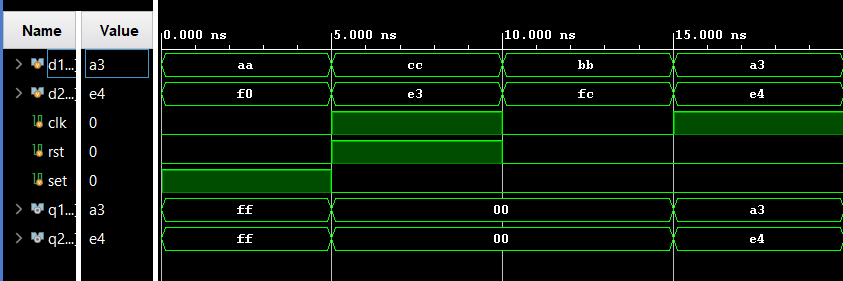 Name Value 0.000 ns 5.000 ns 10.000 ns 15.000 ns
d1...] a3 aa cc bb a3
d2...] e4 f0 e3 fc e4
clk 0
rst 0
set 0
q1...] a3 ff 00 a3
q2...] e4 ff 00 e4